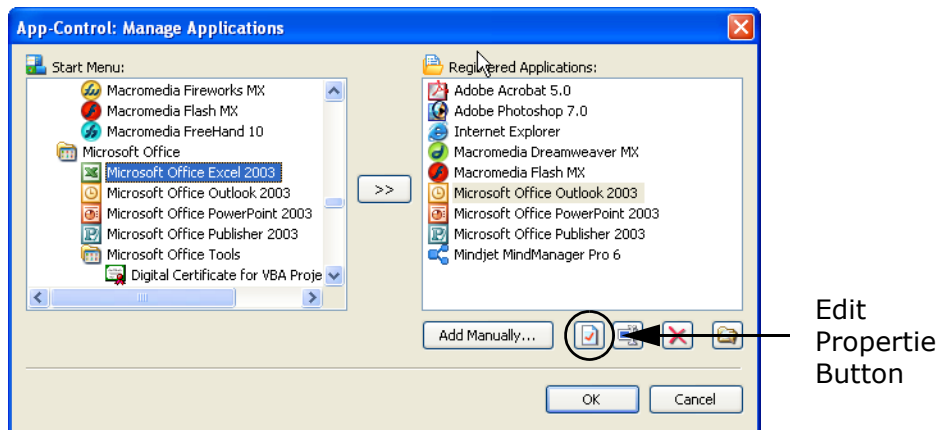 App-Control: Manage Applications
Start Menu:
Macromedia Fireworks MX
Macromedia Flash MX
Macromedia FreeHand 10
Microsoft Office
Microsoft Office Excel 2003
Microsoft Office Outlook 2003
Microsoft Office PowerPoint 2003
Microsoft Office Publisher 2003
Microsoft Office Tools
Digital Certificate for VBA Proje
>>
Registered Applications:
Adobe Acrobat 5.0
Adobe Photoshop 7.0
Internet Explorer
Macromedia Dreamweaver MX
Macromedia Flash MX
Microsoft Office Outlook 2003
Microsoft Office PowerPoint 2003
Microsoft Office Publisher 2003
Mindjet MindManager Pro 6
Add Manually...
OK
Cancel
Edit
Propertie
Button